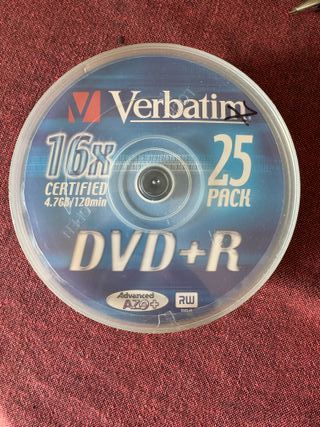 Verbatim
16x
CERTIFIED
4.7GB/120min
25
PACK
DVD+R
Advanced
AZO+
RW